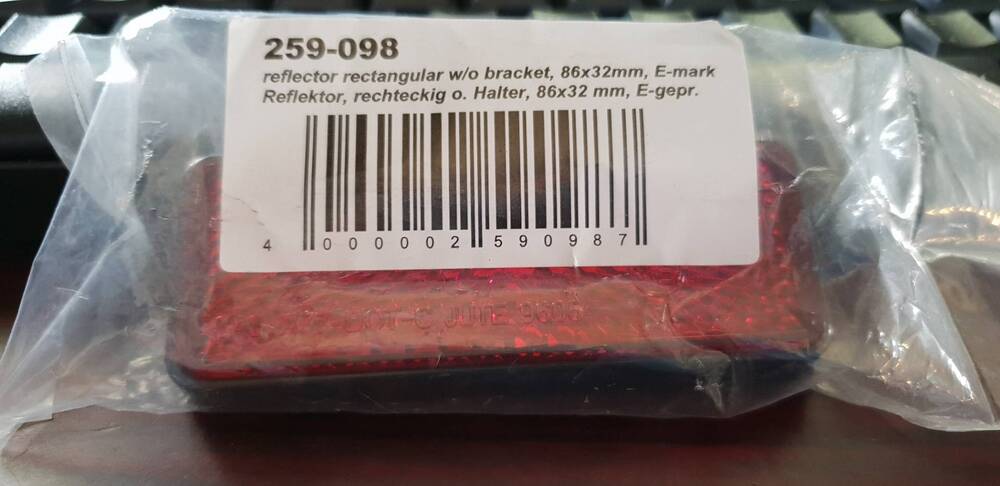 259-098
reflector rectangular w/o bracket, 86x32mm, E-mark
Reflektor, rechteckig o. Halter, 86x32 mm, E-gepr.
4 000002 590987